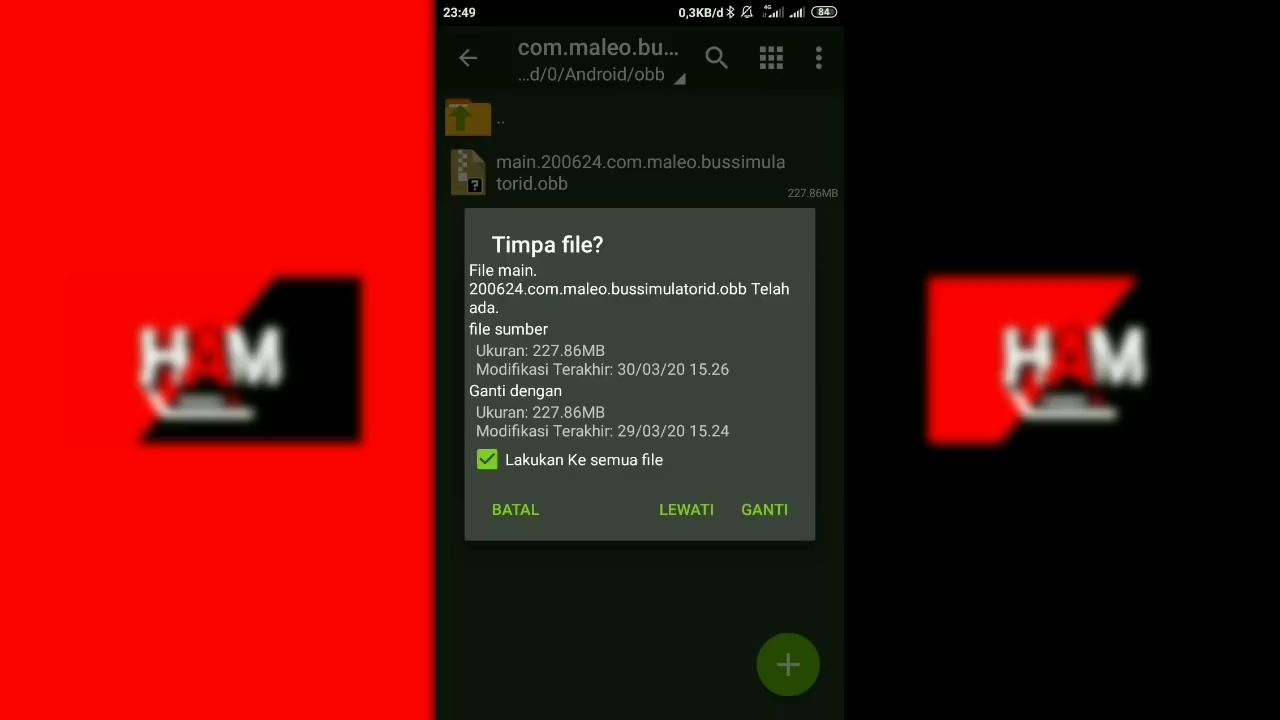 23:49
0,3KB/d
4G
84
com.maleo.bu...
...d/0/Android/obb
..
main.200624.com.maleo.bussimula
torid.obb
227.86MB
Timpa file?
File main.
200624.com.maleo.bussimulatorid.obb Telah
ada.
file sumber
Ukuran: 227.86MB
Modifikasi Terakhir: 30/03/20 15.26
Ganti dengan
Ukuran: 227.86MB
Modifikasi Terakhir: 29/03/20 15.24
Lakukan Ke semua file
BATAL
LEWATI
GANTI
HAM
HAM